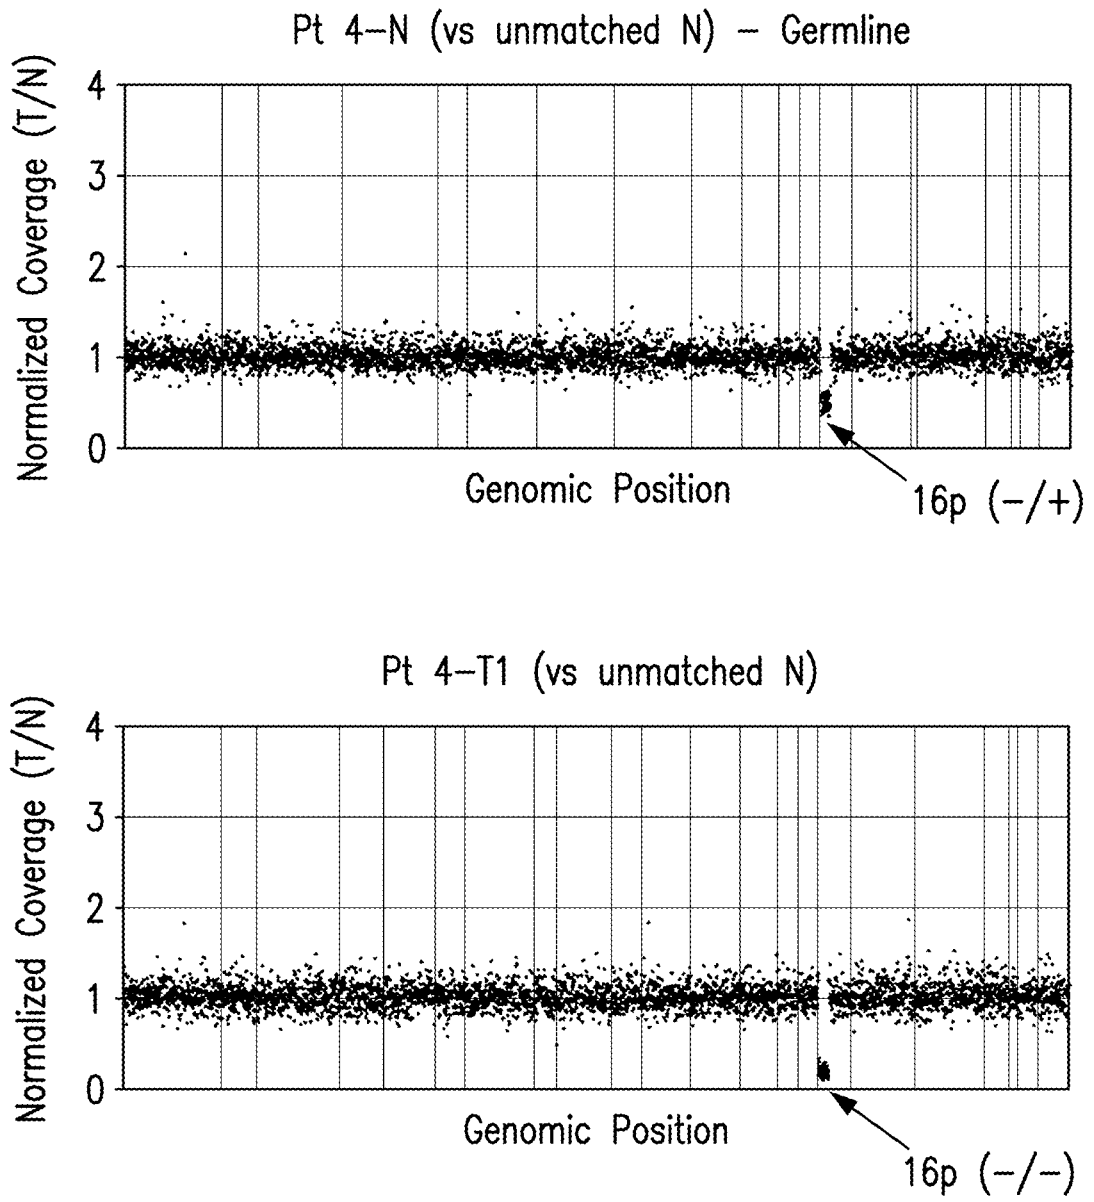 Pt 4-N (vs unmatched N) - Germline
Normalized Coverage (T/N)
4
3
2
1
0
Genomic Position
16p (-/+)
Pt 4-T1 (vs unmatched N)
Normalized Coverage (T/N)
4
3
2
1
0
Genomic Position
16p (-/-)